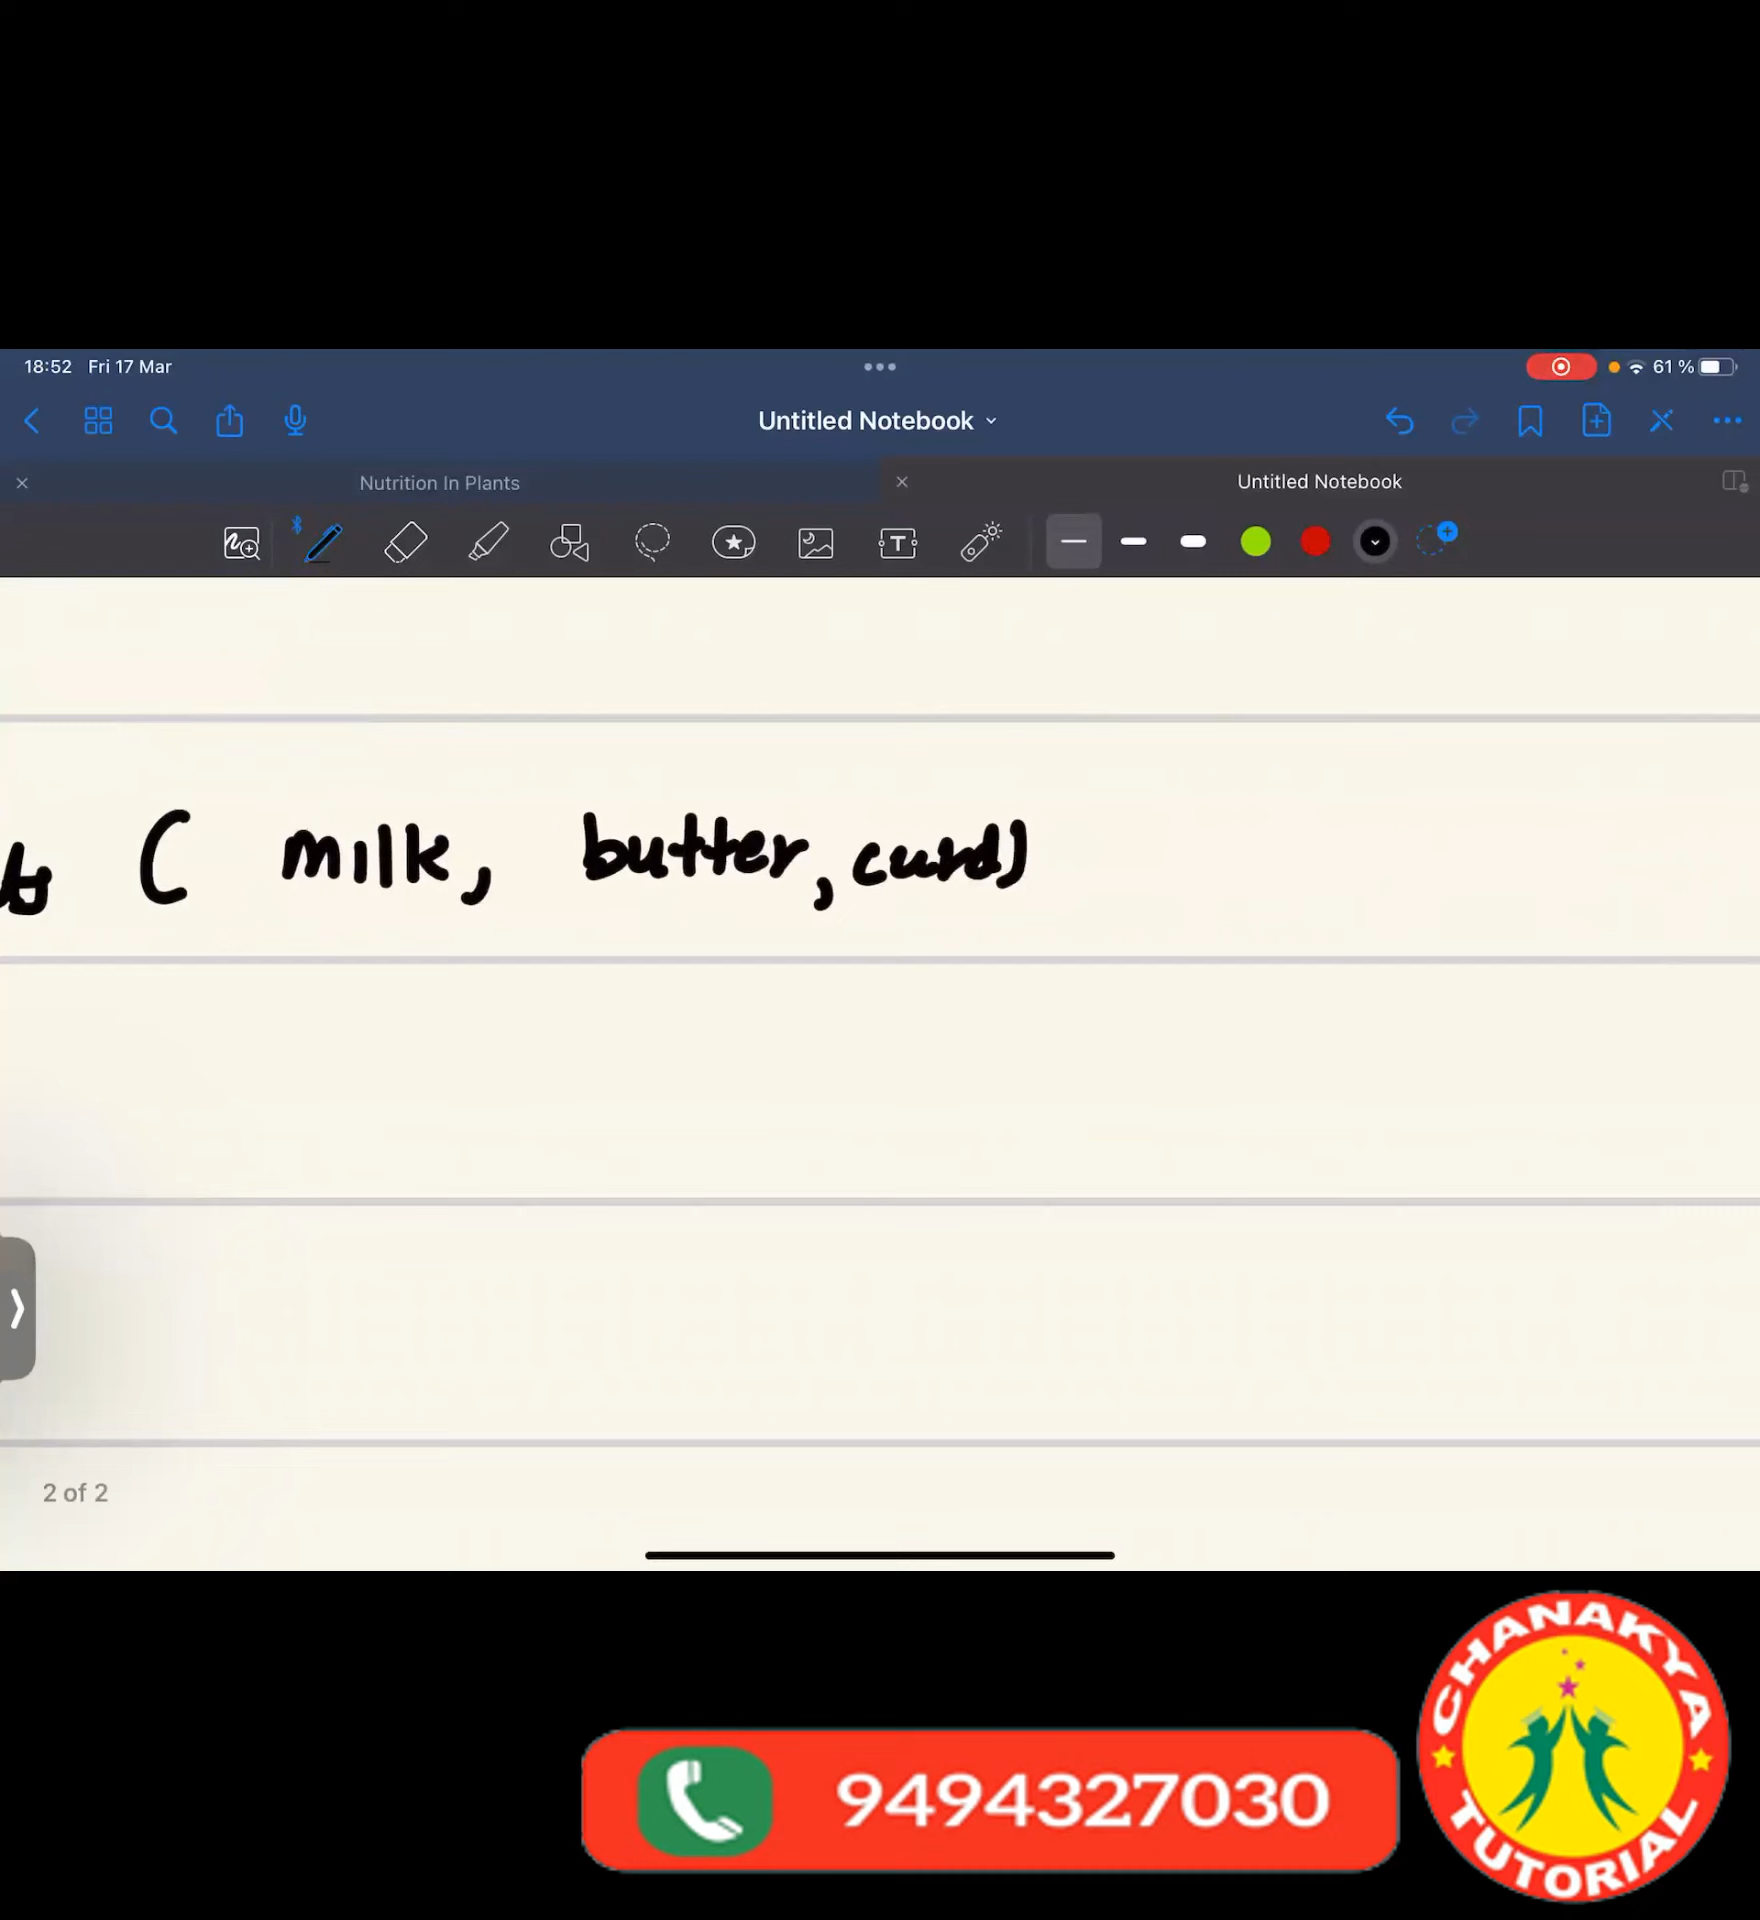 18:52 Fri 17 Mar
61 %
Untitled Notebook
Nutrition In Plants
Untitled Notebook
( milk, butter, curd)
2 of 2
9494327030
CHANAKYA
TUTORIAL